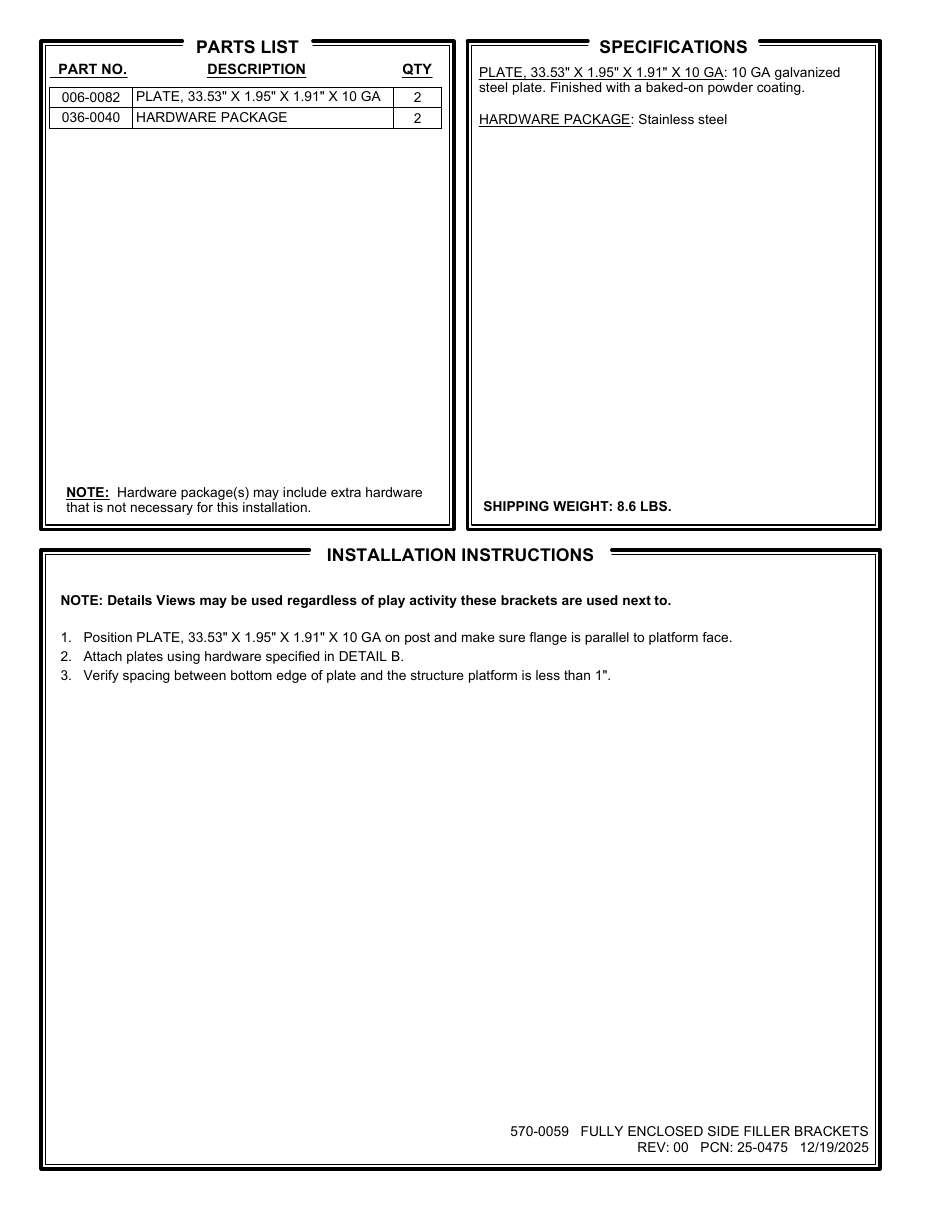 PARTS LIST
PART NO. DESCRIPTION QTY
006-0082 PLATE, 33.53" X 1.95" X 1.91" X 10 GA 2
036-0040 HARDWARE PACKAGE 2
NOTE: Hardware package(s) may include extra hardware
that is not necessary for this installation.
SPECIFICATIONS
PLATE, 33.53" X 1.95" X 1.91" X 10 GA: 10 GA galvanized
steel plate. Finished with a baked-on powder coating.
HARDWARE PACKAGE: Stainless steel
SHIPPING WEIGHT: 8.6 LBS.
INSTALLATION INSTRUCTIONS
NOTE: Details Views may be used regardless of play activity these brackets are used next to.
1. Position PLATE, 33.53" X 1.95" X 1.91" X 10 GA on post and make sure flange is parallel to platform face.
2. Attach plates using hardware specified in DETAIL B.
3. Verify spacing between bottom edge of plate and the structure platform is less than 1".
570-0059 FULLY ENCLOSED SIDE FILLER BRACKETS
REV: 00 PCN: 25-0475 12/19/2025